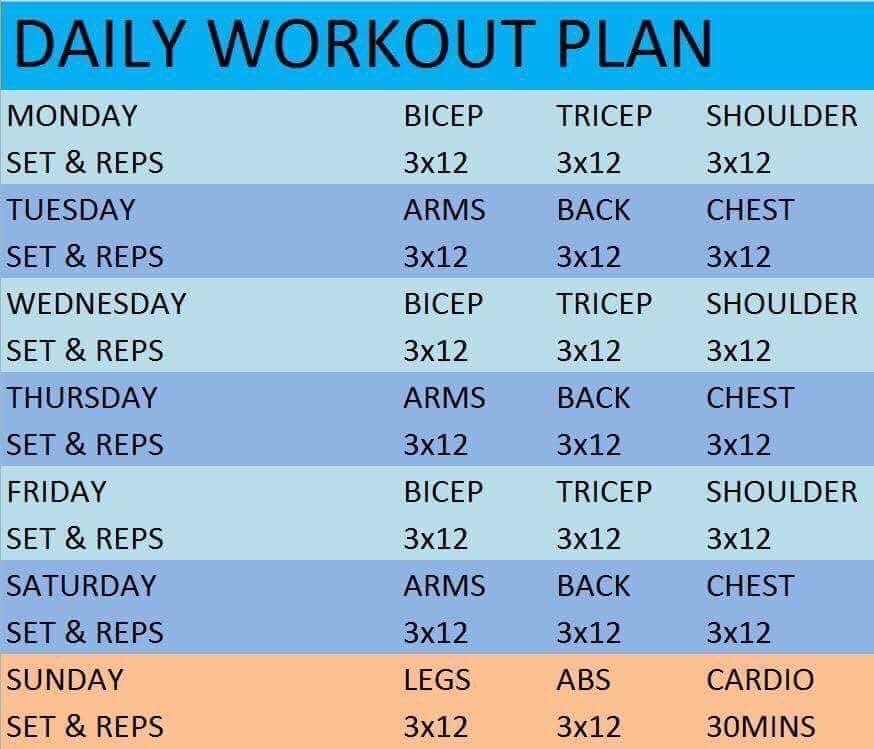 DAILY WORKOUT PLAN
MONDAY BICEP TRICEP SHOULDER
SET & REPS 3x12 3x12 3x12
TUESDAY ARMS BACK CHEST
SET & REPS 3x12 3x12 3x12
WEDNESDAY BICEP TRICEP SHOULDER
SET & REPS 3x12 3x12 3x12
THURSDAY ARMS BACK CHEST
SET & REPS 3x12 3x12 3x12
FRIDAY BICEP TRICEP SHOULDER
SET & REPS 3x12 3x12 3x12
SATURDAY ARMS BACK CHEST
SET & REPS 3x12 3x12 3x12
SUNDAY LEGS ABS CARDIO
SET & REPS 3x12 3x12 30MINS